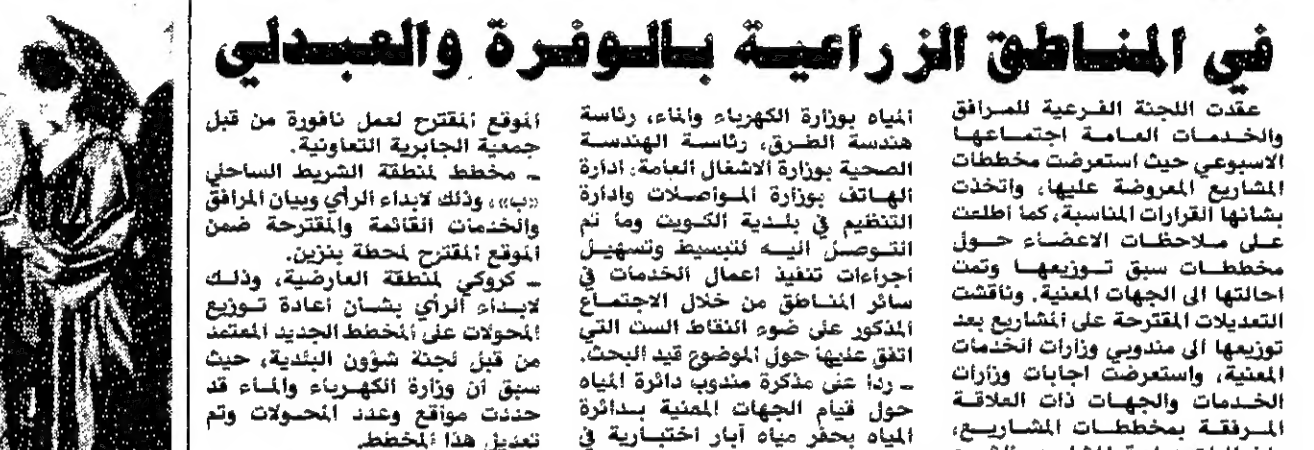 في المناطق الزراعية بالوفرة والعبدلي
عقدت اللجنة الفرعية للمرافق
والخدمات العامة اجتماعها
الاسبوعي حيث استعرضت مخططات
المشاريع المعروضة عليها، واتخذت
بشأنها القرارات المناسبة، كما اطلعت
على ملاحظات الاعضاء حول
مخططات سبق توزيعها وتمت
احالتها الى الجهات المعنية. وناقشت
التعديلات المقترحة على المشاريع بعد
توزيعها الى مندوبي وزارات الخدمات
المعنية، واستعرضت اجابات وزارات
الخدمات والجهات ذات العلاقة
المرفقة بمخططات المشاريع،
المياه بوزارة الكهرباء والماء، رئاسة
هندسة الطرق، رئاسة الهندسة
الصحية بوزارة الاشغال العامة، ادارة
الهاتف بوزارة المواصلات وادارة
التنظيم في بلدية الكويت وما تم
التوصل اليه لتبسيط وتسهيل
اجراءات تنفيذ اعمال الخدمات في
سائر المناطق من خلال الاجتماع
المذكور على ضوء النقاط الست التي
اتفق عليها حول الموضوع قيد البحث.
ـ ردا على مذكرة مندوب دائرة المياه
حول قيام الجهات المعنية بدائرة
المياه بحفر مياه آبار اختبارية في
الموقع المقترح لعمل نافورة من قبل
جمعية الجابرية التعاونية.
ـ مخطط لمنطقة الشريط الساحلي
«ب»، وذلك لابداء الرأي وبيان المرافق
والخدمات القائمة والمقترحة ضمن
الموقع المقترح لمحطة بنزين.
ـ كروكي لمنطقة العارضية، وذلك
لابداء الرأي بشأن اعادة توزيع
المحولات على المخطط الجديد المعتمد
من قبل لجنة شؤون البلدية، حيث
سبق ان وزارة الكهرباء والماء قد
حددت مواقع وعدد المحولات وتم
تعديل هذا المخطط.